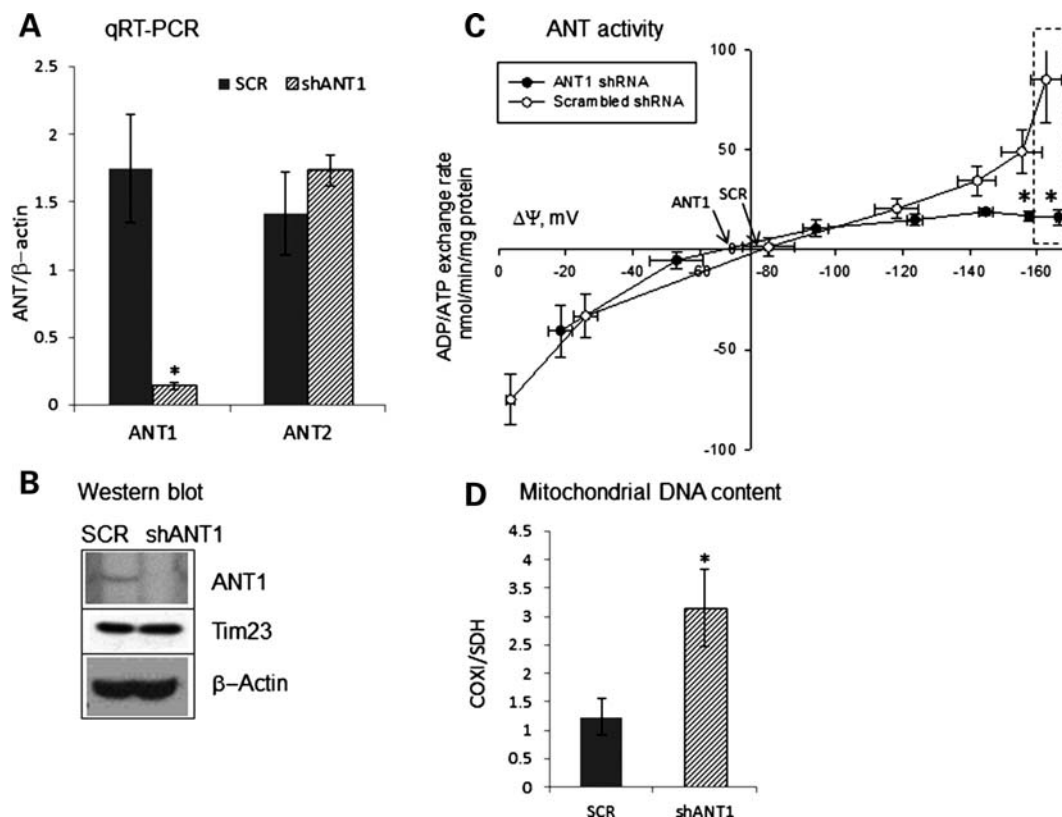 A
qRT-PCR
2.5
2
1.5
1
0.5
0
ANT/β-actin
SCR
shANT1
*
ANT1
ANT2
B
Western blot
SCR shANT1
ANT1
Tim23
β-Actin
C
ANT activity
ANT1 shRNA
Scrambled shRNA
ADP/ATP exchange rate
nmol/min/mg protein
ΔΨ, mV
ANT1
SCR
100
50
0
-50
-100
0
-20
-40
-60
-80
-100
-120
-140
-160
* *
D
Mitochondrial DNA content
4.5
4
3.5
3
2.5
2
1.5
1
0.5
0
COXI/SDH
*
SCR
shANT1